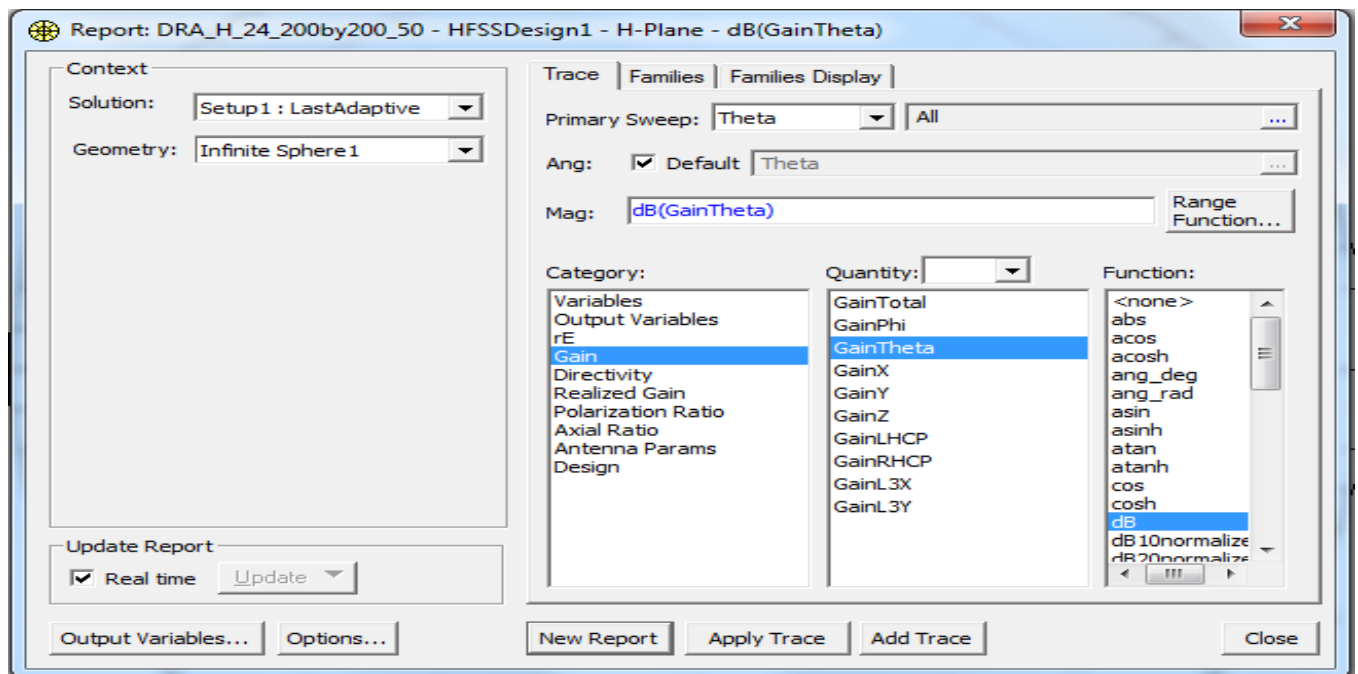 Report: DRA_H_24_200by200_50 - HFSSDesign1 - H-Plane - dB(GainTheta)
Context
Solution: Setup1 : LastAdaptive
Geometry: Infinite Sphere1
Update Report
Real time Update
Output Variables... Options...
Trace Families Families Display
Primary Sweep: Theta All ...
Ang: Default Theta ...
Mag: dB(GainTheta) Range
Function...
Category:
Variables
Output Variables
rE
Gain
Directivity
Realized Gain
Polarization Ratio
Axial Ratio
Antenna Params
Design
Quantity:
GainTotal
GainPhi
GainTheta
GainX
GainY
GainZ
GainLHCP
GainRHCP
GainL3X
GainL3Y
Function:
<none>
abs
acos
acosh
ang_deg
ang_rad
asin
asinh
atan
atanh
cos
cosh
dB
dB10normalize
dB20normalize
New Report Apply Trace Add Trace Close